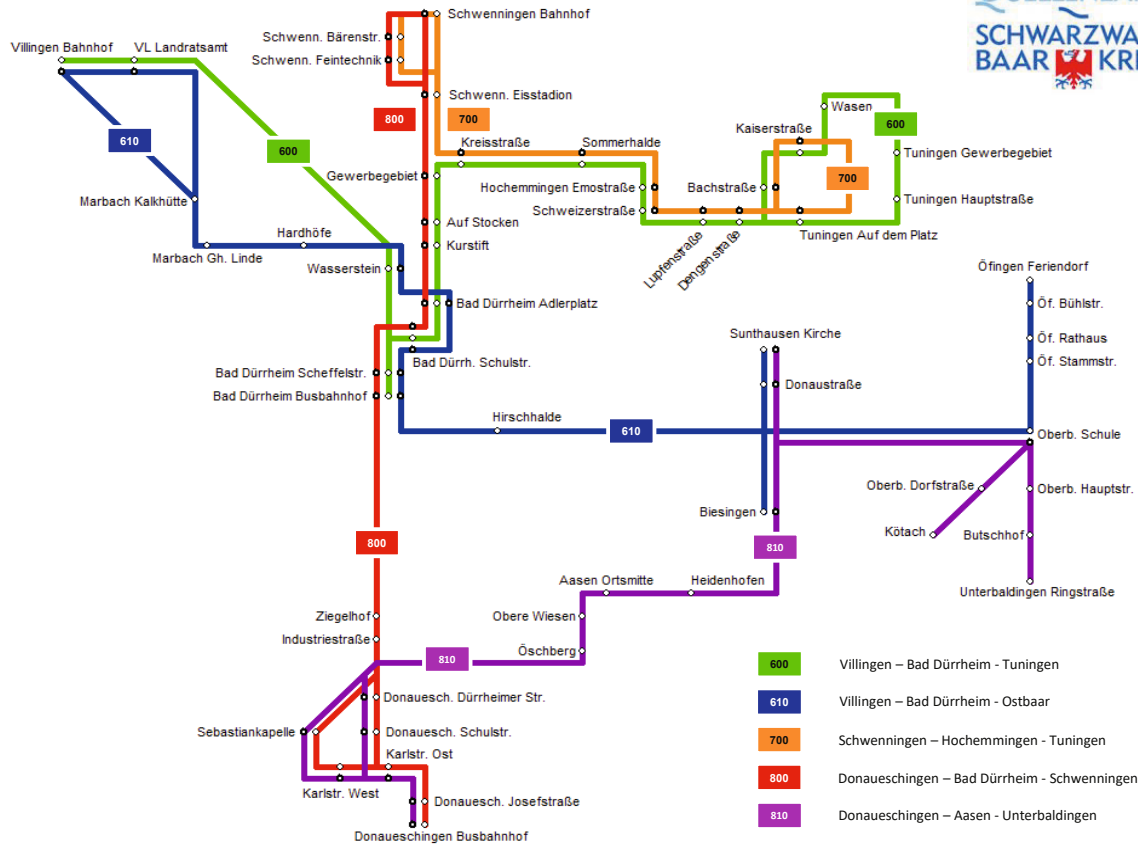 SCHWARZWA
BAAR KRE
Schwenningen Bahnhof
Schwenn. Bärenstr.
Schwenn. Feintechnik
Villingen Bahnhof
VL Landratsamt
Schwenn. Eisstadion
800
700
610
600
Kreisstraße
Sommerhalde
Kaiserstraße
Wasen
600
Tuningen Gewerbegebiet
Gewerbegebiet
Hochemmingen Emostraße
Bachstraße
700
Marbach Kalkhütte
Schweizerstraße
Tuningen Hauptstraße
Auf Stocken
Kurstift
Lupfenstraße
Dengenstraße
Tuningen Auf dem Platz
Hardhöfe
Marbach Gh. Linde
Wasserstein
Öfingen Feriendorf
Bad Dürrheim Adlerplatz
Öf. Bühlstr.
Sunthausen Kirche
Öf. Rathaus
Bad Dürrh. Schulstr.
Öf. Stammstr.
Bad Dürrheim Scheffelstr.
Donaustraße
Bad Dürrheim Busbahnhof
Hirschhalde
610
Oberb. Schule
Oberb. Dorfstraße
Oberb. Hauptstr.
Biesingen
Kötach
Butschhof
800
810
Aasen Ortsmitte
Heidenhofen
Unterbaldingen Ringstraße
Ziegelhof
Obere Wiesen
Industriestraße
Öschberg
810
Donauesch. Dürrheimer Str.
Sebastiankapelle
Donauesch. Schulstr.
Karlstr. Ost
Karlstr. West
Donauesch. Josefstraße
Donaueschingen Busbahnhof
600 Villingen – Bad Dürrheim - Tuningen
610 Villingen – Bad Dürrheim - Ostbaar
700 Schwenningen – Hochemmingen - Tuningen
800 Donaueschingen – Bad Dürrheim - Schwenningen
810 Donaueschingen – Aasen - Unterbaldingen